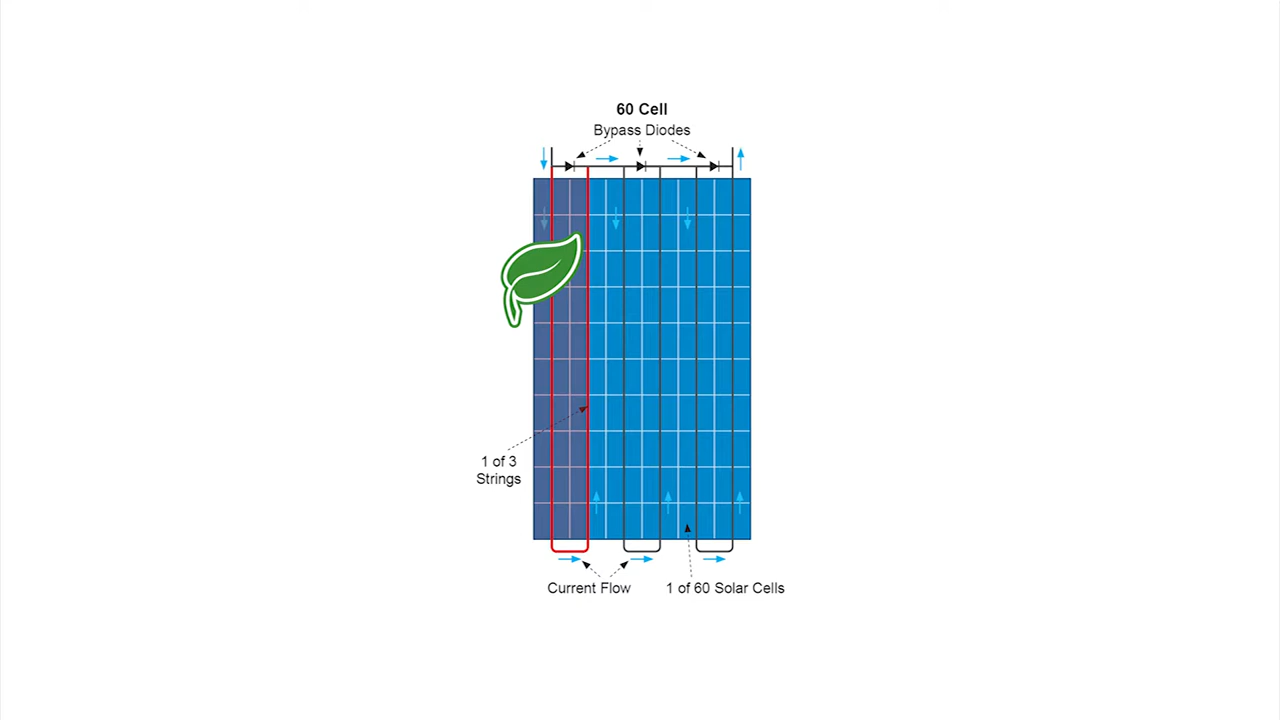 60 Cell
Bypass Diodes
1 of 3
Strings
Current Flow
1 of 60 Solar Cells